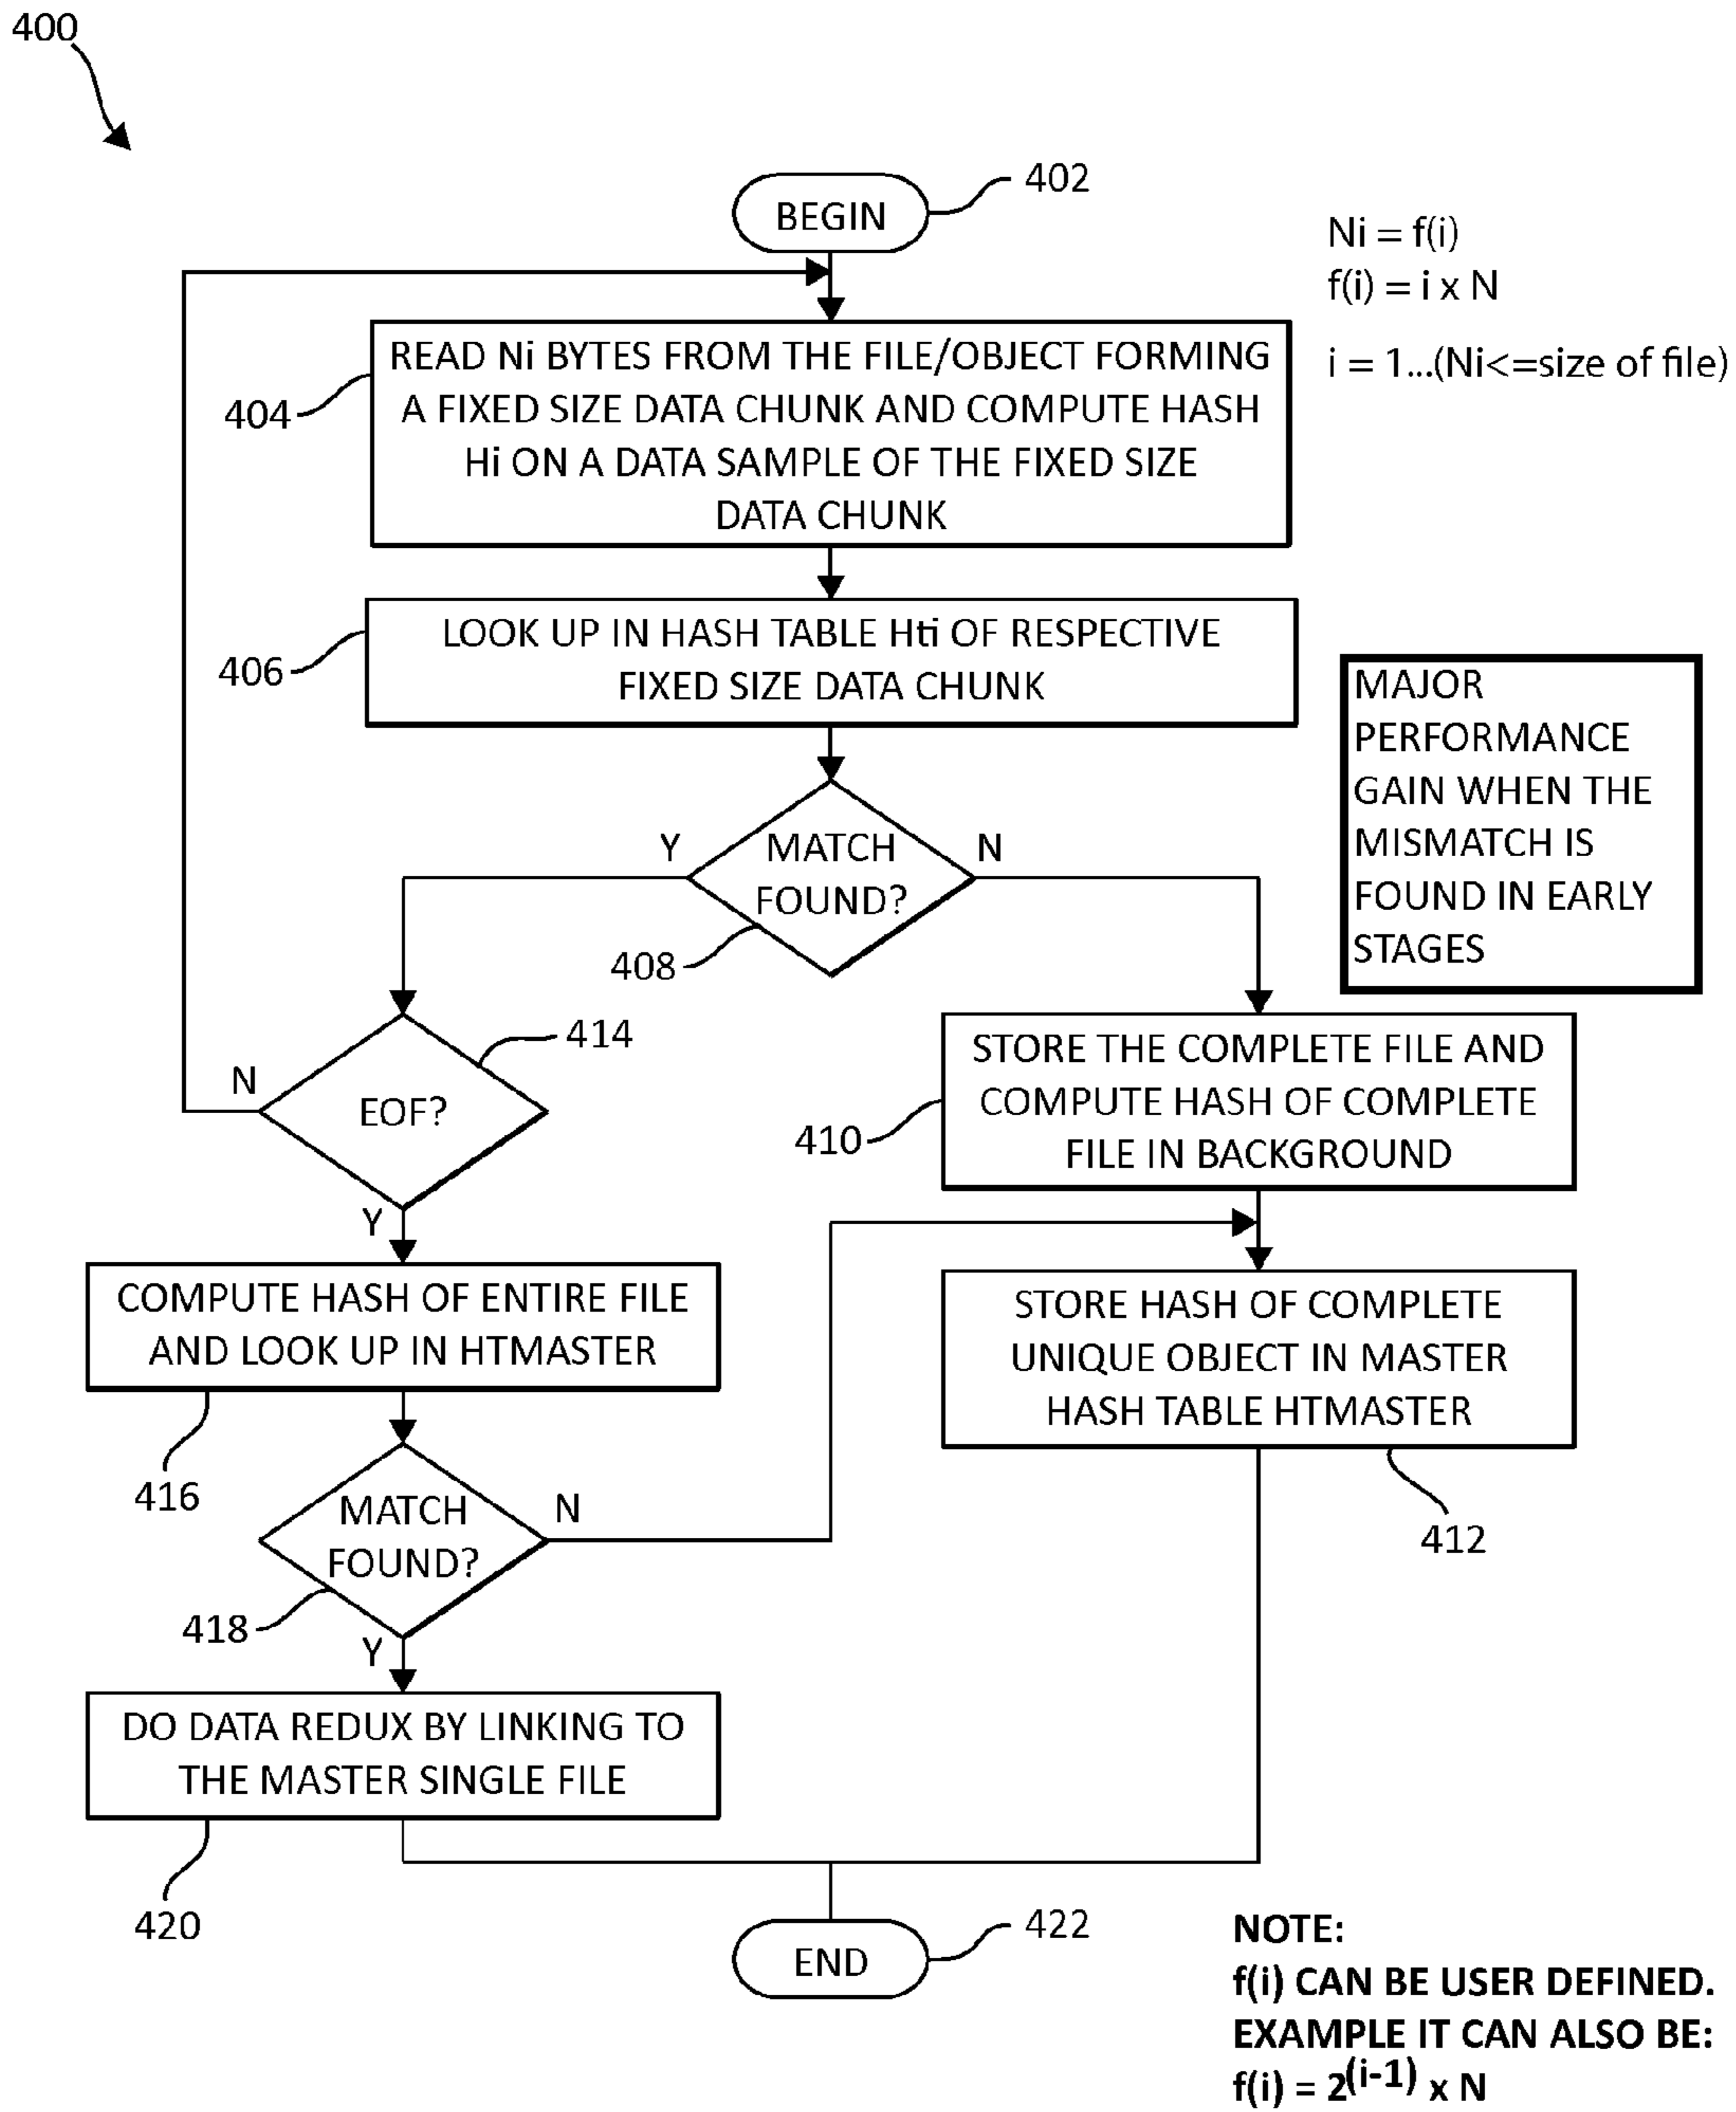 400
BEGIN
402
Ni = f(i)
f(i) = i x N
i = 1...(Ni<=size of file)
READ Ni BYTES FROM THE FILE/OBJECT FORMING
A FIXED SIZE DATA CHUNK AND COMPUTE HASH
Hi ON A DATA SAMPLE OF THE FIXED SIZE
DATA CHUNK
404
LOOK UP IN HASH TABLE Hti OF RESPECTIVE
FIXED SIZE DATA CHUNK
406
MAJOR
PERFORMANCE
GAIN WHEN THE
MISMATCH IS
FOUND IN EARLY
STAGES
Y
MATCH
FOUND?
N
408
414
N
EOF?
Y
STORE THE COMPLETE FILE AND
COMPUTE HASH OF COMPLETE
FILE IN BACKGROUND
410
COMPUTE HASH OF ENTIRE FILE
AND LOOK UP IN HTMASTER
416
STORE HASH OF COMPLETE
UNIQUE OBJECT IN MASTER
HASH TABLE HTMASTER
412
MATCH
FOUND?
N
418
Y
DO DATA REDUX BY LINKING TO
THE MASTER SINGLE FILE
420
END
422
NOTE:
f(i) CAN BE USER DEFINED.
EXAMPLE IT CAN ALSO BE:
f(i) = 2^(i-1) x N